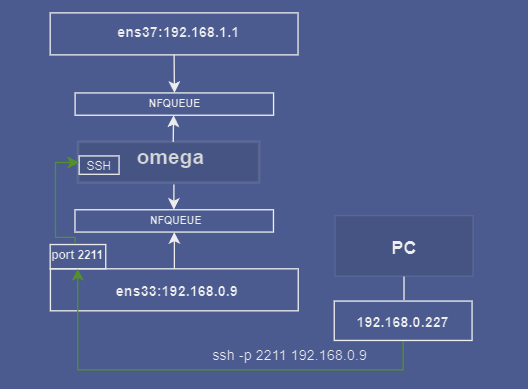 ens37:192.168.1.1
NFQUEUE
omega
SSH
NFQUEUE
port 2211
ens33:192.168.0.9
PC
192.168.0.227
ssh -p 2211 192.168.0.9